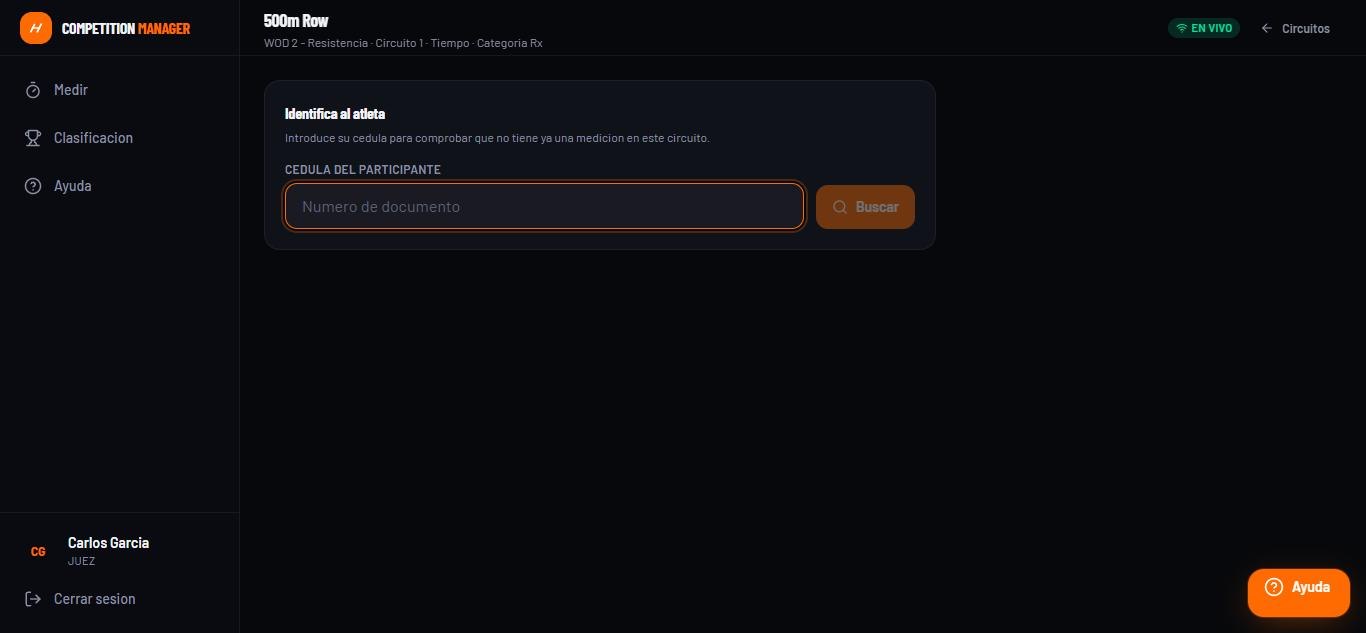 COMPETITION MANAGER
Medir
Clasificacion
Ayuda
Carlos Garcia
CG
JUEZ
Cerrar sesion
500m Row
WOD 2 - Resistencia · Circuito 1 · Tiempo · Categoria Rx
EN VIVO
Circuitos
Identifica al atleta
Introduce su cedula para comprobar que no tiene ya una medicion en este circuito.
CEDULA DEL PARTICIPANTE
Numero de documento
Buscar
Ayuda